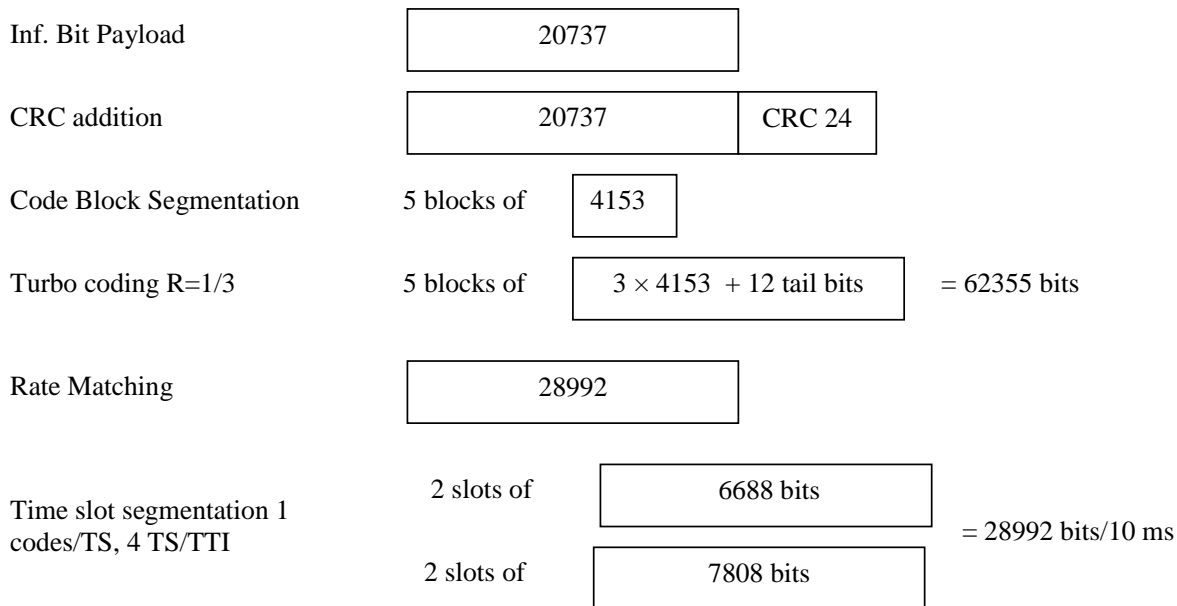 Inf. Bit Payload 20737
CRC addition 20737 CRC 24
Code Block Segmentation 5 blocks of 4153
Turbo coding R=1/3 5 blocks of 3 × 4153 + 12 tail bits = 62355 bits
Rate Matching 28992
2 slots of 6688 bits
Time slot segmentation 1
codes/TS, 4 TS/TTI
= 28992 bits/10 ms
2 slots of 7808 bits